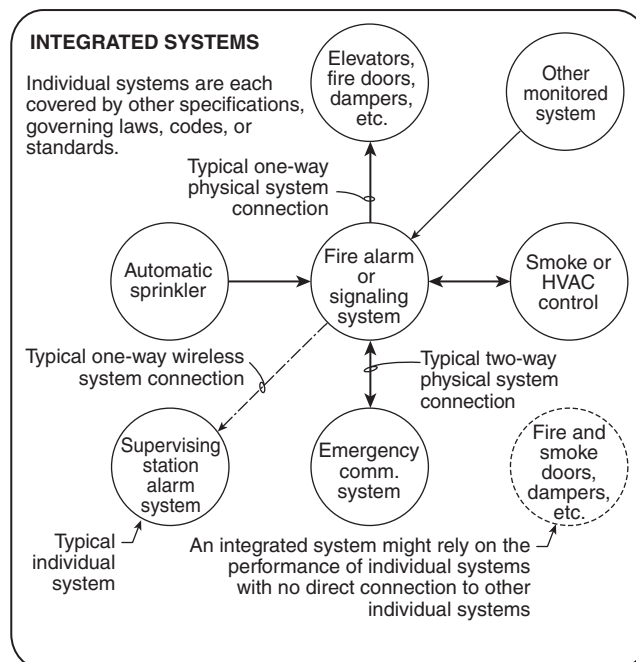 INTEGRATED SYSTEMS
Individual systems are each
covered by other specifications,
governing laws, codes, or
standards.
Elevators,
fire doors,
dampers,
etc.
Other
monitored
system
Typical one-way
physical system
connection
Automatic
sprinkler
Fire alarm
or
signaling
system
Smoke or
HVAC
control
Typical one-way wireless
system connection
Typical two-way
physical system
connection
Supervising
station
alarm
system
Emergency
comm.
system
Fire and
smoke
doors,
dampers,
etc.
Typical
individual
system
An integrated system might rely on the
performance of individual systems
with no direct connection to other
individual systems